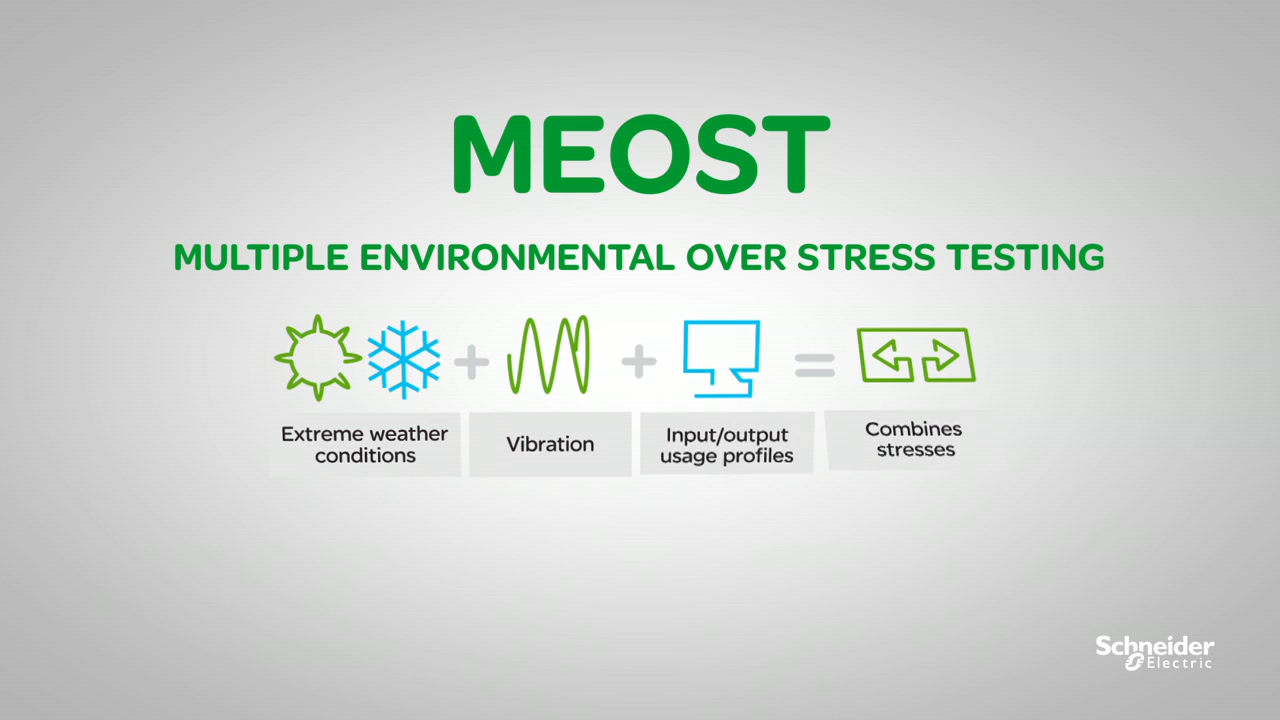 MEOST
MULTIPLE ENVIRONMENTAL OVER STRESS TESTING
Extreme weather
conditions
Vibration
Input/output
usage profiles
Combines
stresses
Schneider
Electric